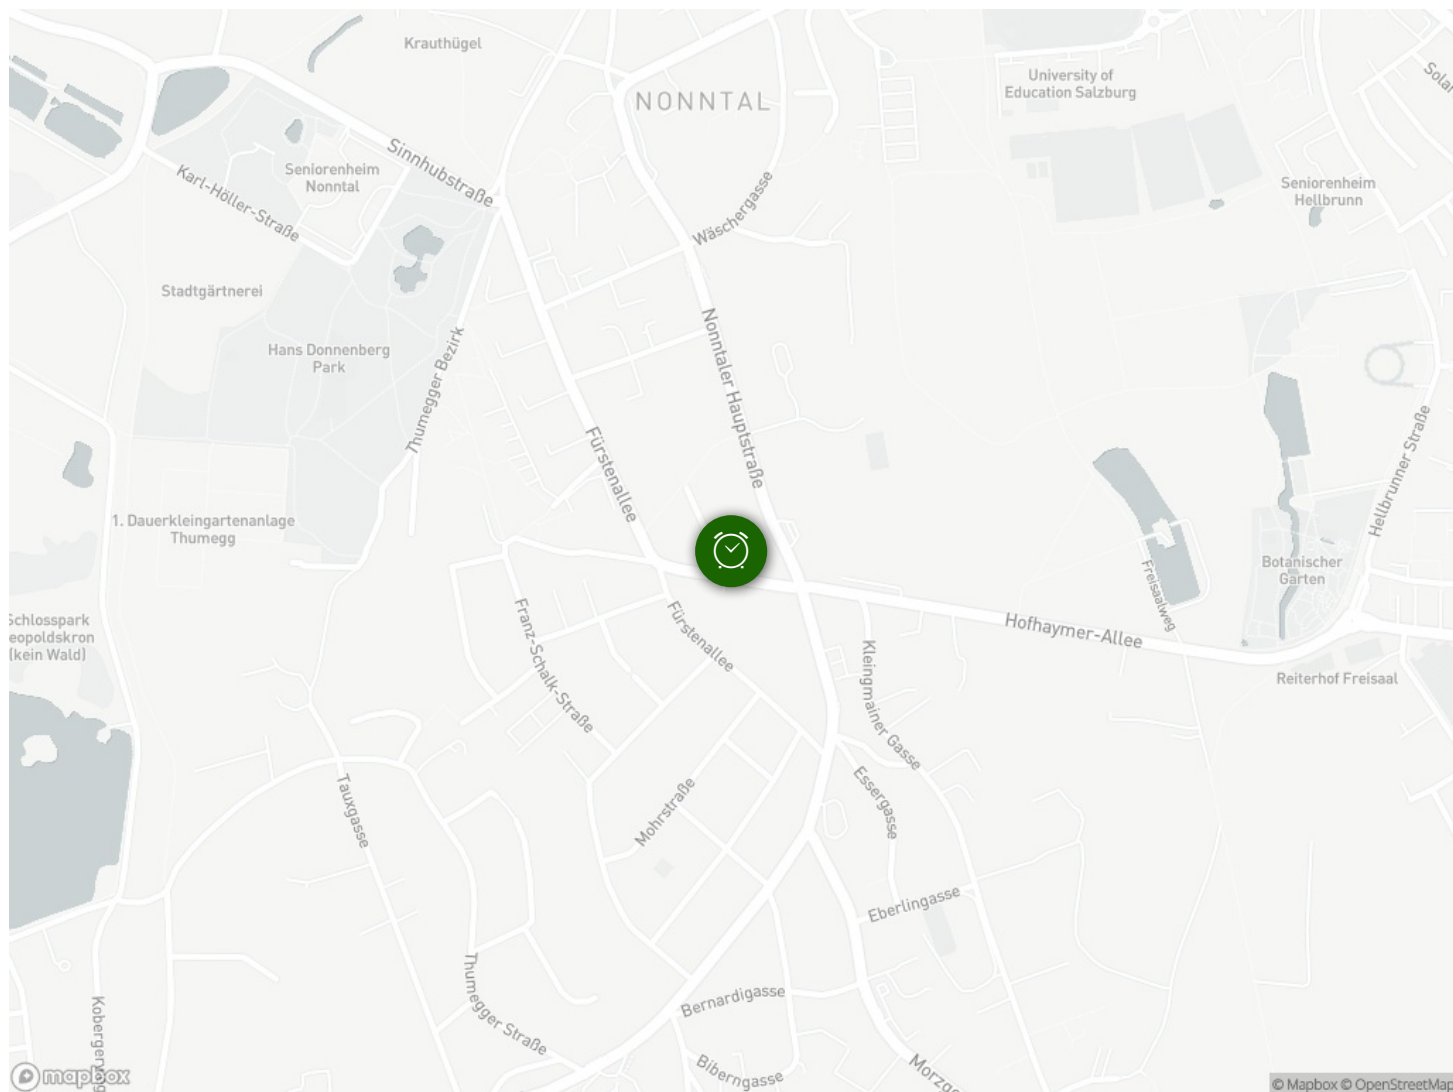 Krauthügel
NONNTAL
University of
Education Salzburg
Sinnhubstraße
Seniorenheim
Nonntal
Karl-Höller-Straße
Wäschergasse
Seniorenheim
Hellbrunn
Stadtgärtnerei
Hans Donnenberg
Park
Thumegger Bezirk
Nonntaler Hauptstraße
Fürstenallee
Hellbrunner Straße
1. Dauerkleingartenanlage
Thumegg
Botanischer
Garten
Freisaalweg
Hofhaymer-Allee
Schlosspark
eopoldskron
(kein Wald)
Franz-Schalk-Straße
Fürstenallee
Kleingmainer Gasse
Reiterhof Freisaal
Tauxgasse
Mohrstraße
Essergasse
Eberlingasse
Thumegger Straße
Bernardigasse
Biberngasse
mapbox
© Mapbox © OpenStreetMap